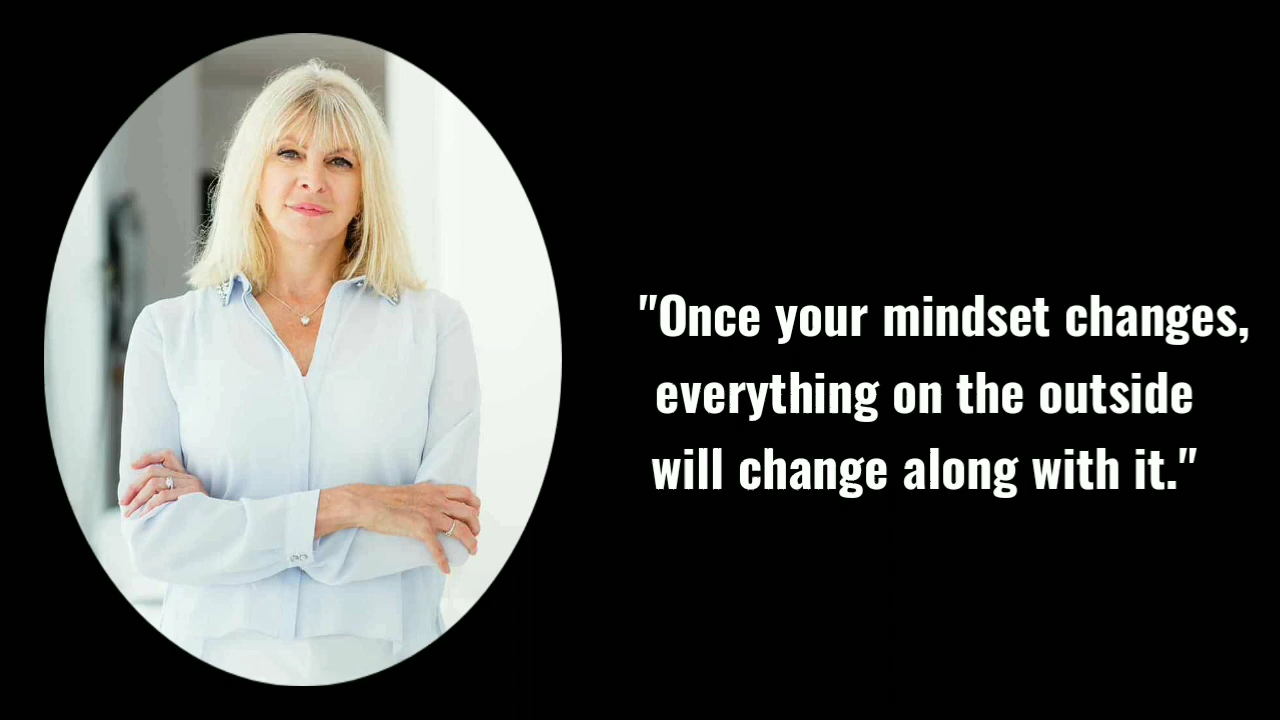 "Once your mindset changes,
everything on the outside
will change along with it."